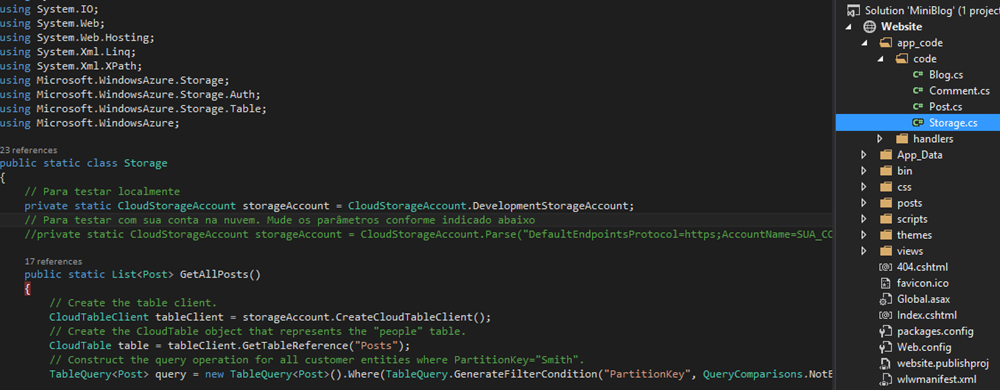 using System.IO;
using System.Web;
using System.Web.Hosting;
using System.Xml.Linq;
using System.Xml.XPath;
using Microsoft.WindowsAzure.Storage;
using Microsoft.WindowsAzure.Storage.Auth;
using Microsoft.WindowsAzure.Storage.Table;
using Microsoft.WindowsAzure;
23 references
public static class Storage
{
// Para testar localmente
private static CloudStorageAccount storageAccount = CloudStorageAccount.DevelopmentStorageAccount;
// Para testar com sua conta na nuvem. Mude os parâmetros conforme indicado abaixo
//private static CloudStorageAccount storageAccount = CloudStorageAccount.Parse("DefaultEndpointsProtocol=https;AccountName=SUA_CO
17 references
public static List<Post> GetAllPosts()
{
// Create the table client.
CloudTableClient tableClient = storageAccount.CreateCloudTableClient();
// Create the CloudTable object that represents the "people" table.
CloudTable table = tableClient.GetTableReference("Posts");
// Construct the query operation for all customer entities where PartitionKey="Smith".
TableQuery<Post> query = new TableQuery<Post>().Where(TableQuery.GenerateFilterCondition("PartitionKey", QueryComparisons.NotE
Solution 'MiniBlog' (1 project
Website
app_code
code
Blog.cs
Comment.cs
Post.cs
Storage.cs
handlers
App_Data
bin
css
posts
scripts
themes
views
404.cshtml
favicon.ico
Global.asax
Index.cshtml
packages.config
Web.config
website.publishproj
wlwmanifest.xml